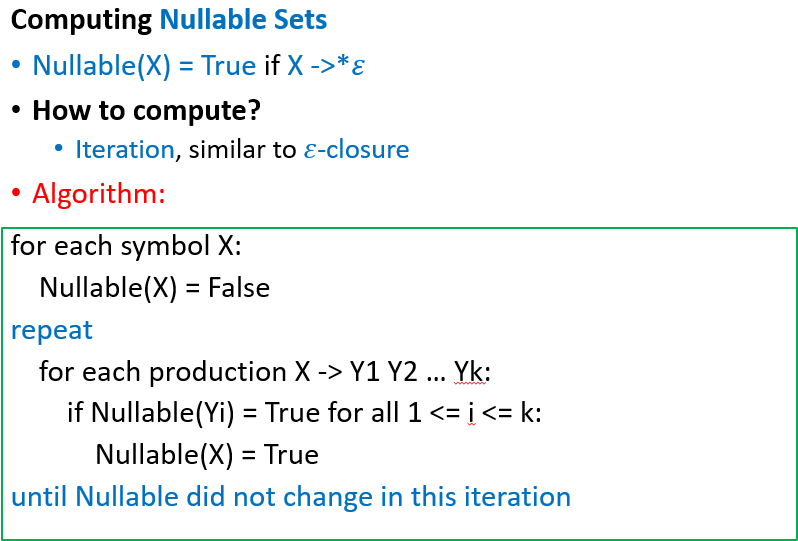 Computing Nullable Sets
• Nullable(X) = True if X ->*ε
• How to compute?
• Iteration, similar to ε-closure
• Algorithm:
for each symbol X:
Nullable(X) = False
repeat
for each production X -> Y1 Y2 … Yk:
if Nullable(Yi) = True for all 1 <= i <= k:
Nullable(X) = True
until Nullable did not change in this iteration